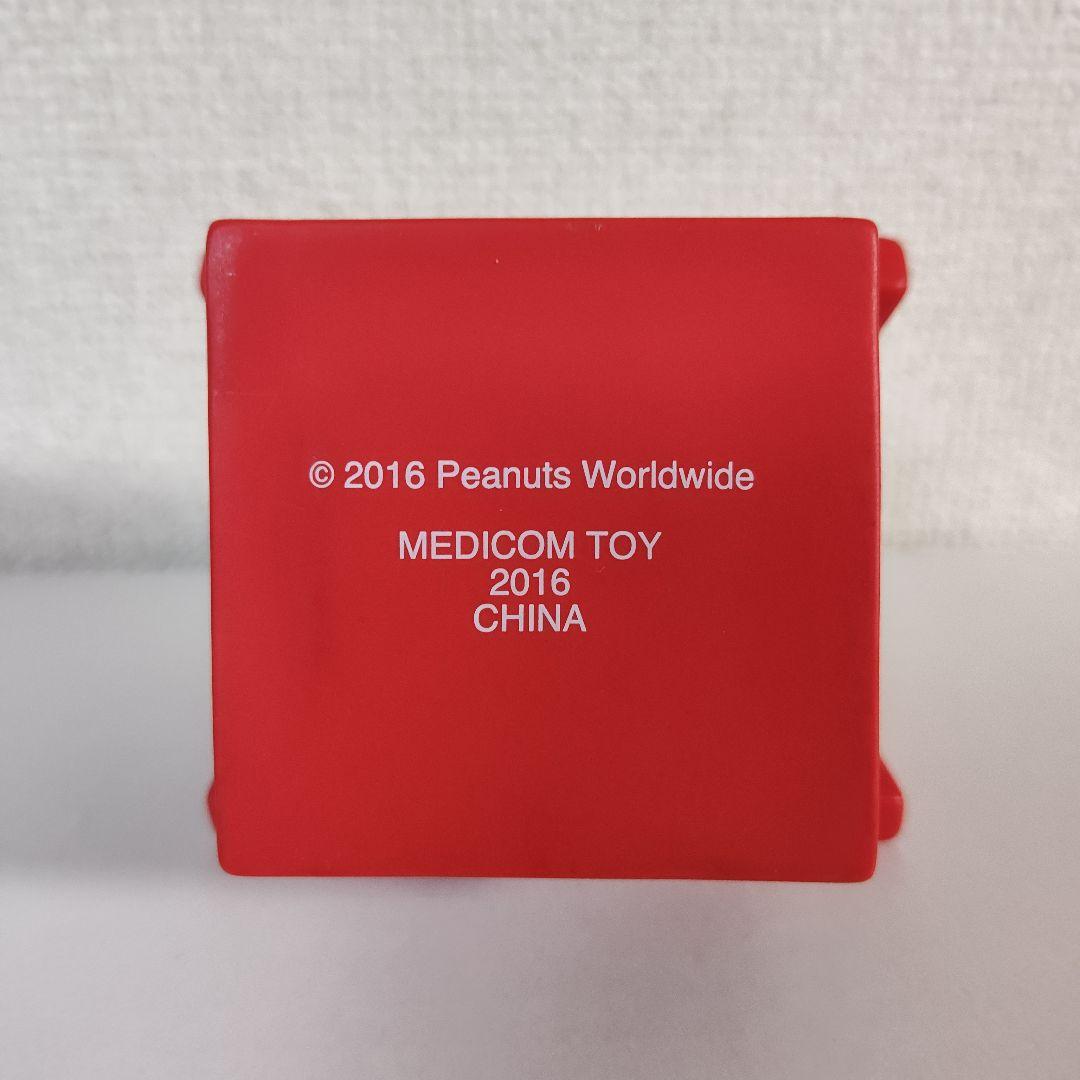 © 2016 Peanuts Worldwide
MEDICOM TOY
2016
CHINA